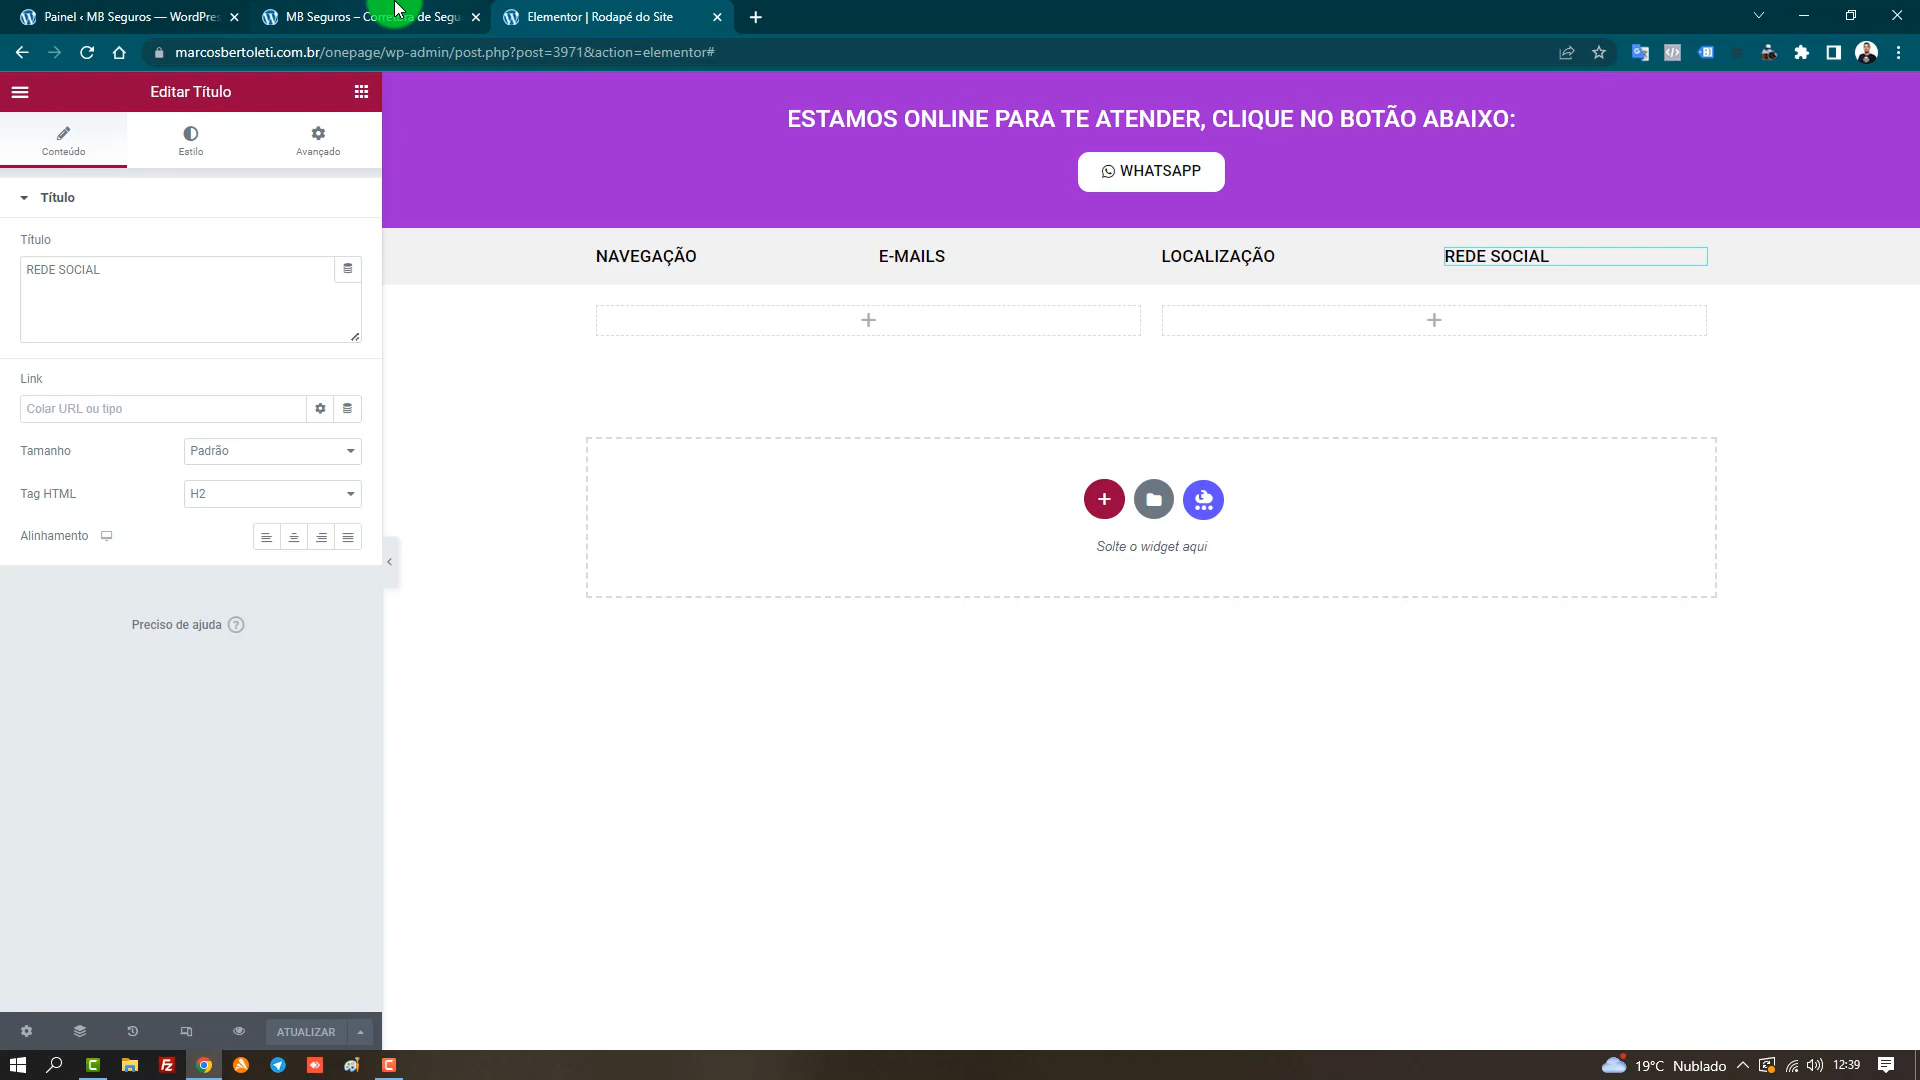 Painel ‹ MB Seguros — WordPres
MB Seguros – Corretora de Segu
Elementor | Rodapé do Site
marcosbertoleti.com.br/onepage/wp-admin/post.php?post=3971&action=elementor#
Editar Título
Conteúdo
Estilo
Avançado
Título
Título
REDE SOCIAL
Link
Colar URL ou tipo
Tamanho
Padrão
Tag HTML
H2
Alinhamento
Preciso de ajuda ?
ATUALIZAR
ESTAMOS ONLINE PARA TE ATENDER, CLIQUE NO BOTÃO ABAIXO:
WHATSAPP
NAVEGAÇÃO
E-MAILS
LOCALIZAÇÃO
REDE SOCIAL
Solte o widget aqui
19°C Nublado
12:39